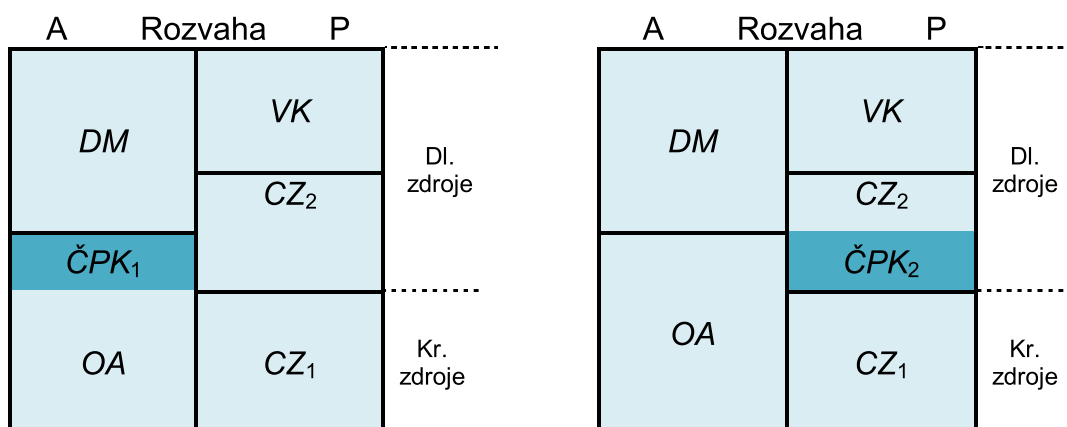 A Rozvaha P
DM
VK
CZ₂
ČPK₁
OA
CZ₁
Dl.
zdroje
Kr.
zdroje
A Rozvaha P
DM
VK
CZ₂
ČPK₂
OA
CZ₁
Dl.
zdroje
Kr.
zdroje